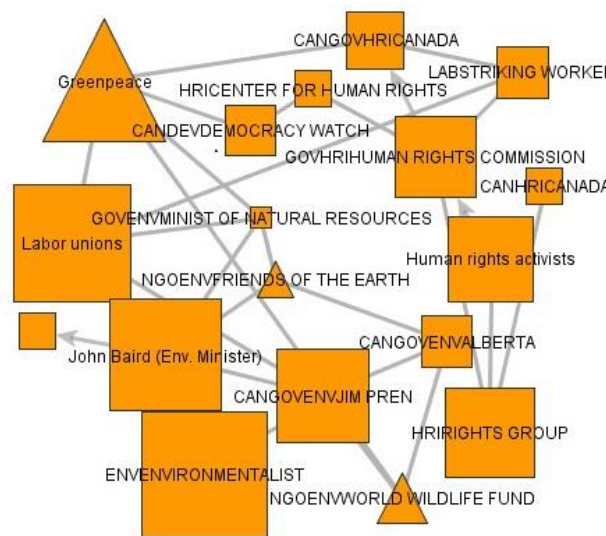 CANGOVHRICANADA
LABSTRIKING WORKER
Greenpeace
HRICENTER FOR HUMAN RIGHTS
CANDEVDEMOCRACY WATCH
GOVHRIHUMAN RIGHTS COMMISSION
CANHRICANADA
GOVENVMINIST OF NATURAL RESOURCES
Labor unions
Human rights activists
NGOENVFRIENDS OF THE EARTH
CANGOVENVALBERTA
John Baird (Env. Minister)
CANGOVENVJIM PREN
HRIRIGHTS GROUP
ENVENVIRONMENTALIST
NGOENVWORLD WILDLIFE FUND